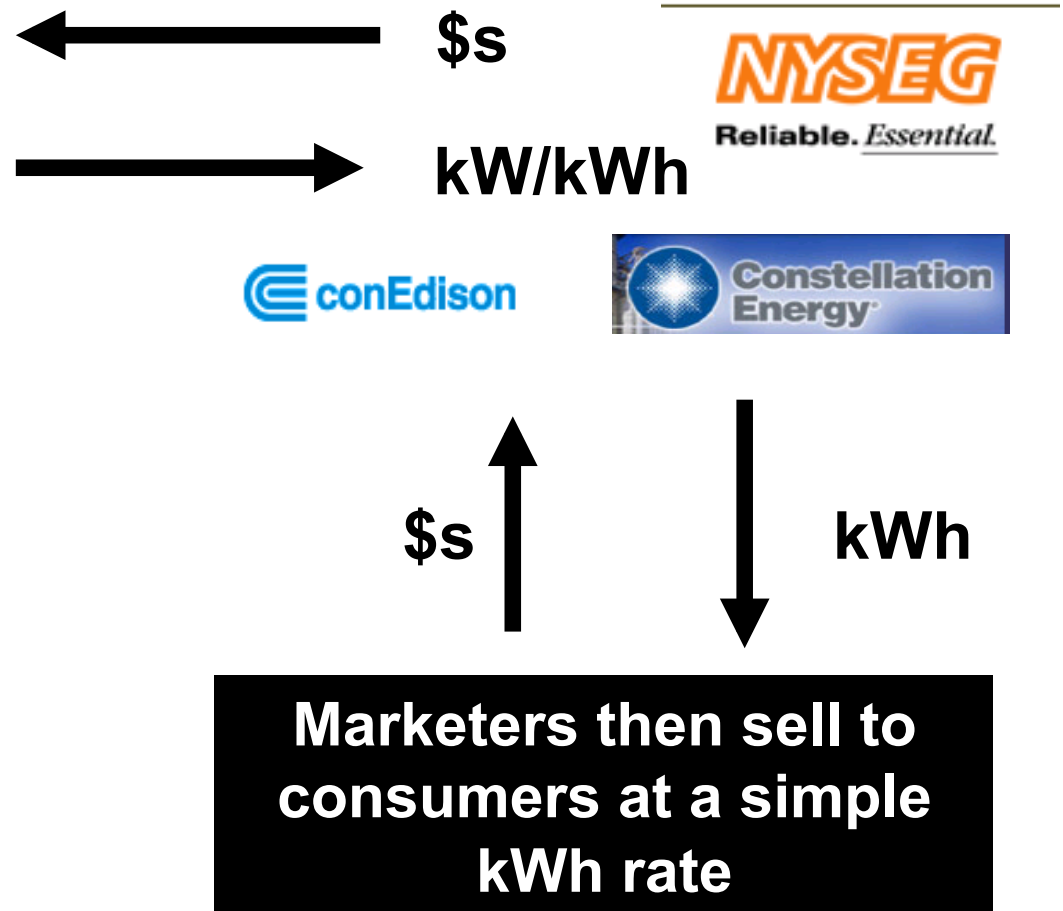 $s
NYSEG
Reliable. Essential.
kW/kWh
conEdison
Constellation
Energy
$s
kWh
Marketers then sell to
consumers at a simple
kWh rate